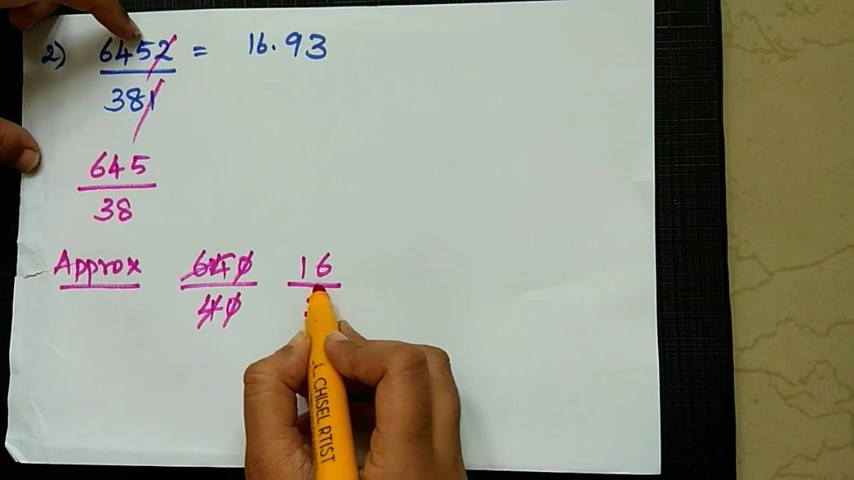 2) 6452 = 16.93
381
645
38
Approx 640 16
40
CHISEL RTIST